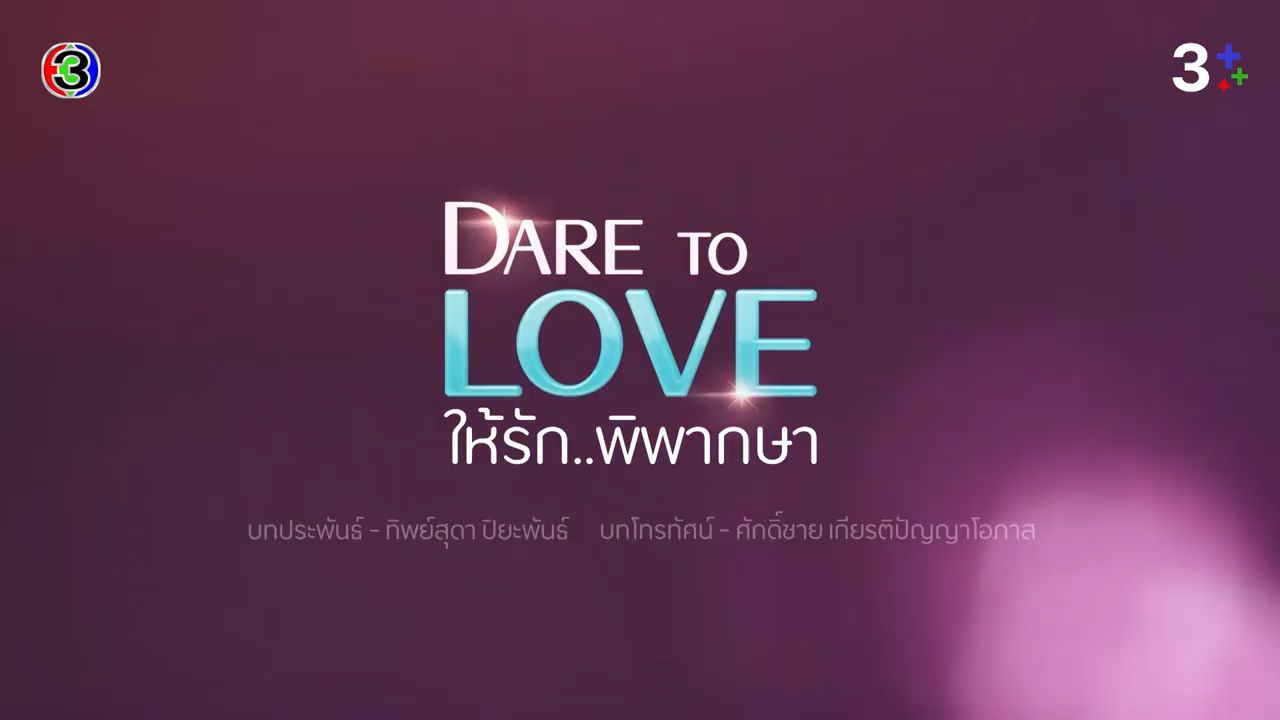 3
3
DARE TO
LOVE
ให้รัก..พิพากษา
บทประพันธ์ - ทิพย์สุดา ปิยะพันธ์ บทโทรทัศน์ - ศักดิ์ชาย เกียรติปัญญาโอภาส